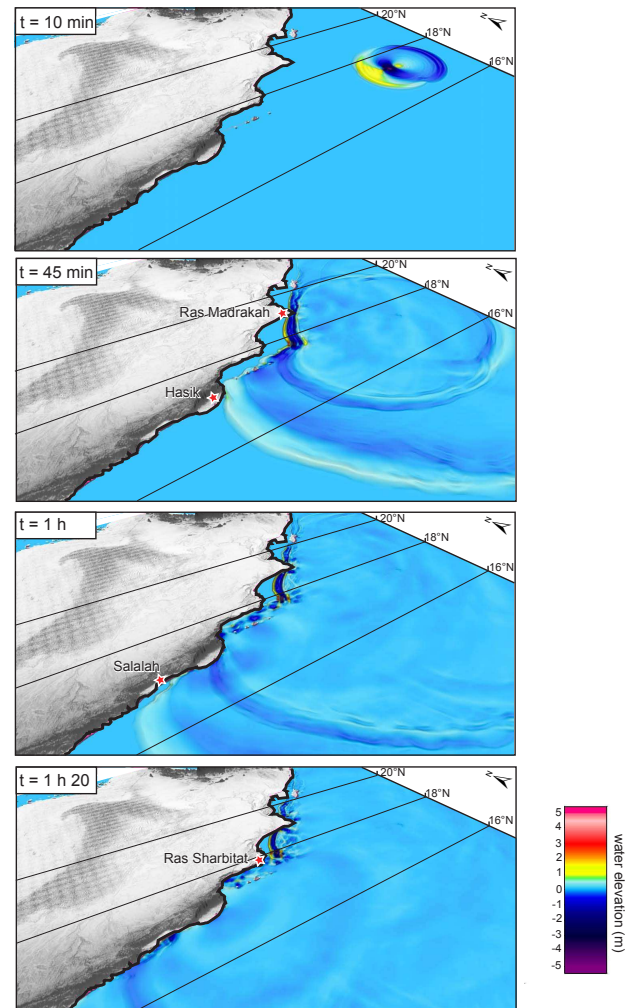 t = 10 min
20°N
18°N
16°N
N
t = 45 min
20°N
18°N
16°N
N
Ras Madrakah
Hasik
t = 1 h
20°N
18°N
16°N
N
Salalah
t = 1 h 20
20°N
18°N
16°N
N
Ras Sharbitat
5
4
3
2
1
0
-1
-2
-3
-4
-5
water elevation (m)